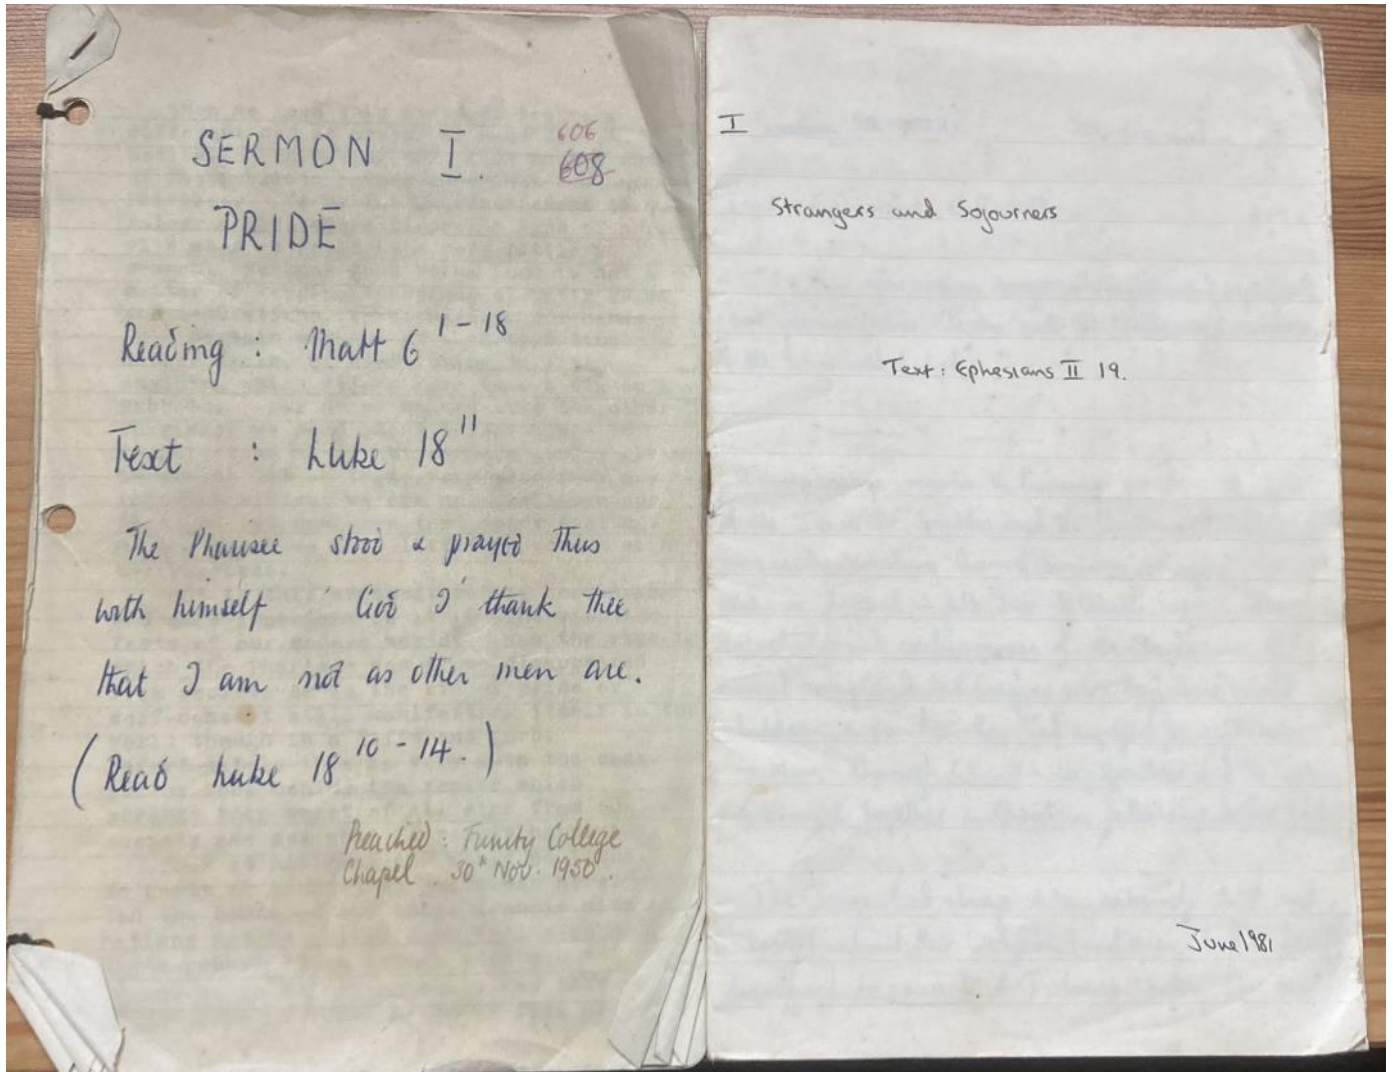 SERMON I.
606
608
PRIDE
Reading : Matt 6 1-18
Text : Luke 18 11
The Pharisee stood & prayed thus
with himself God I thank thee
that I am not as other men are.
(Read Luke 18 10-14.)
Preached : Trinity College
Chapel. 30th Nov. 1950.
I
Strangers and Sojourners
Text: Ephesians II 19.
June 1981